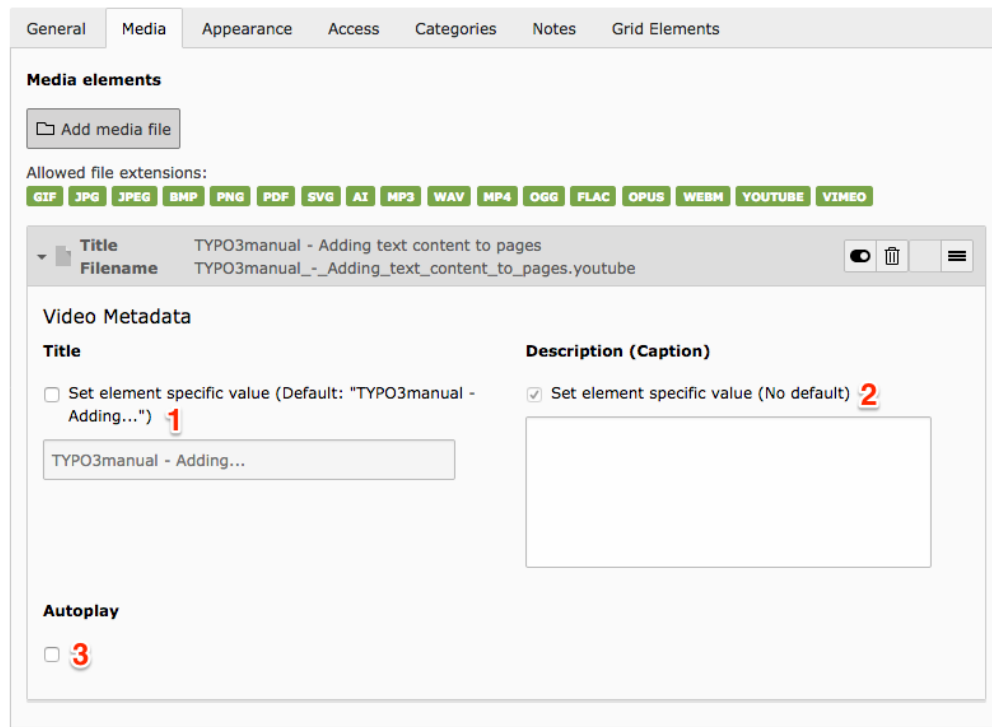 General Media Appearance Access Categories Notes Grid Elements
Media elements
Add media file
Allowed file extensions:
GIF JPG JPEG BMP PNG PDF SVG AI MP3 WAV MP4 OGG FLAC OPUS WEBM YOUTUBE VIMEO
Title TYPO3manual - Adding text content to pages
Filename TYPO3manual_-_Adding_text_content_to_pages.youtube
Video Metadata
Title
Set element specific value (Default: "TYPO3manual -
Adding...") 1
TYPO3manual - Adding...
Description (Caption)
Set element specific value (No default) 2
Autoplay
3